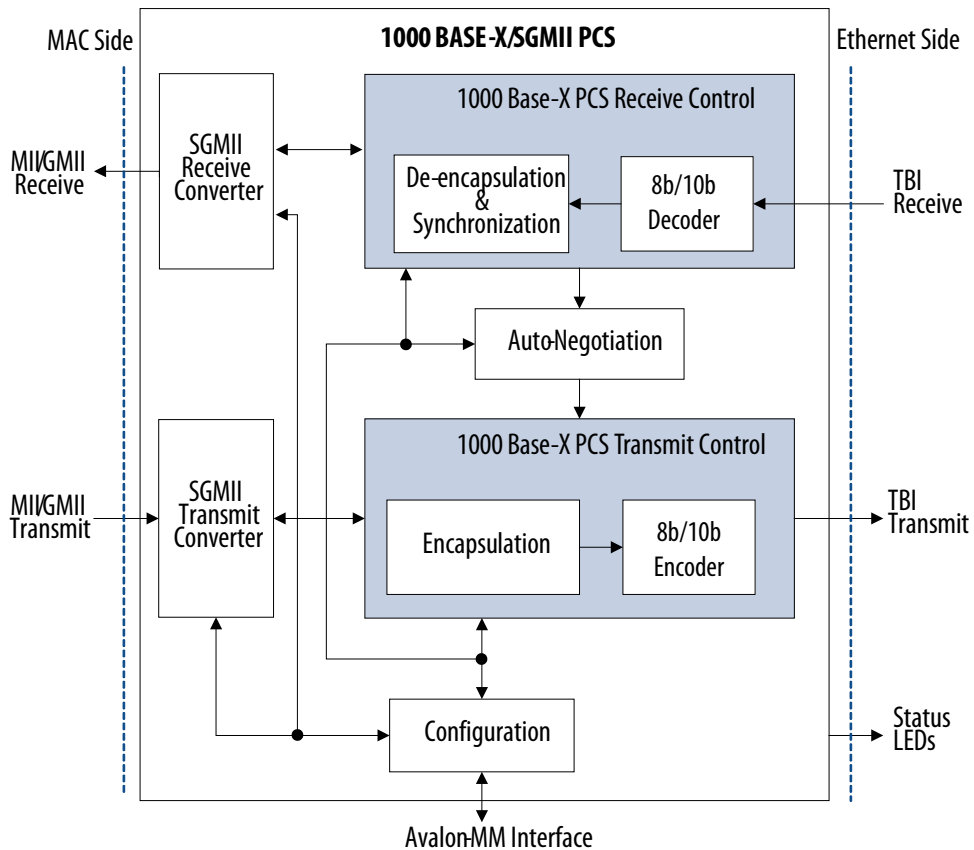 MAC Side
1000 BASE-X/SGMII PCS
Ethernet Side
1000 Base-X PCS Receive Control
SGMII
Receive
Converter
MII/GMII
Receive
De-encapsulation
&
Synchronization
8b/10b
Decoder
TBI
Receive
Auto-Negotiation
1000 Base-X PCS Transmit Control
SGMII
Transmit
Converter
MII/GMII
Transmit
Encapsulation
8b/10b
Encoder
TBI
Transmit
Configuration
Status
LEDs
Avalon-MM Interface